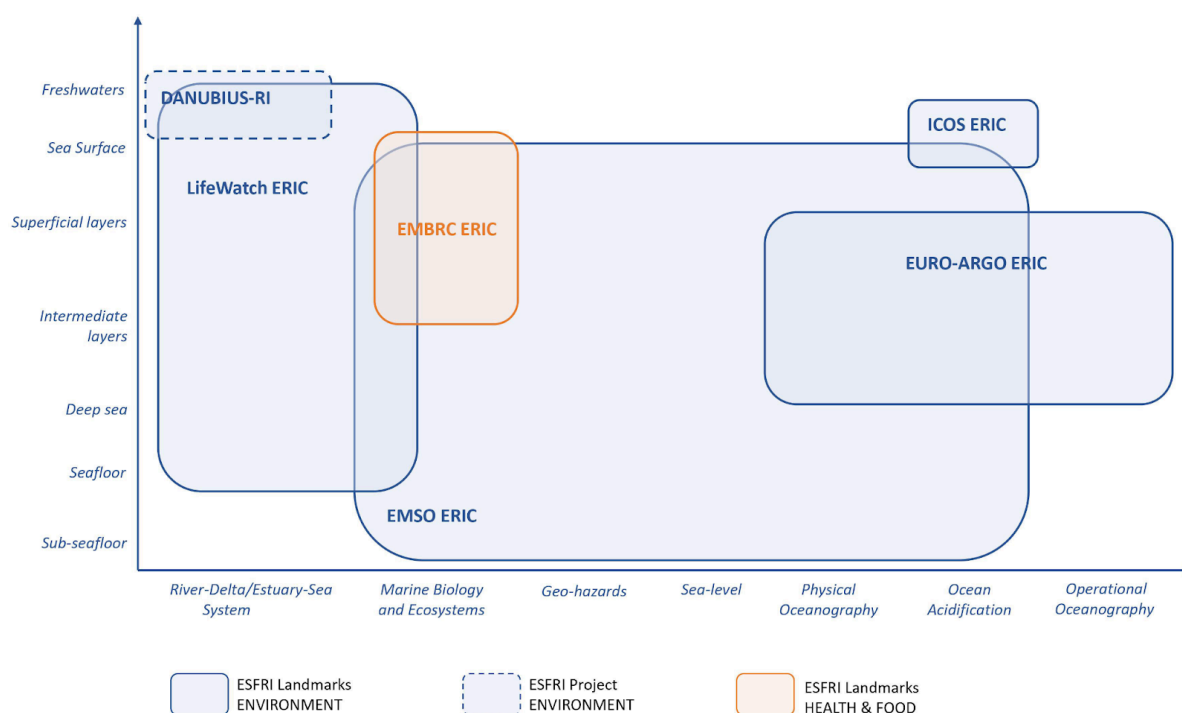 Freshwaters
Sea Surface
Superficial layers
Intermediate
layers
Deep sea
Seafloor
Sub-seafloor
DANUBIUS-RI
LifeWatch ERIC
EMBRC ERIC
ICOS ERIC
EURO-ARGO ERIC
EMSO ERIC
River-Delta/Estuary-Sea
System
Marine Biology
and Ecosystems
Geo-hazards
Sea-level
Physical
Oceanography
Ocean
Acidification
Operational
Oceanography
ESFRI Landmarks
ENVIRONMENT
ESFRI Project
ENVIRONMENT
ESFRI Landmarks
HEALTH & FOOD